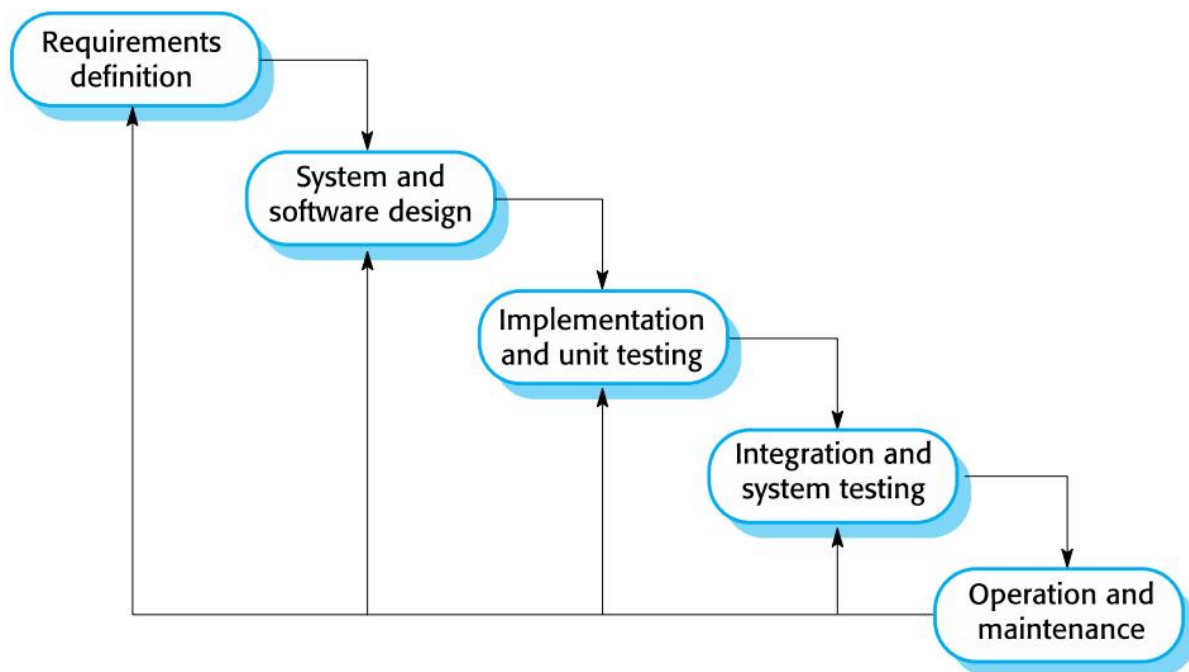 Requirements
definition
System and
software design
Implementation
and unit testing
Integration and
system testing
Operation and
maintenance